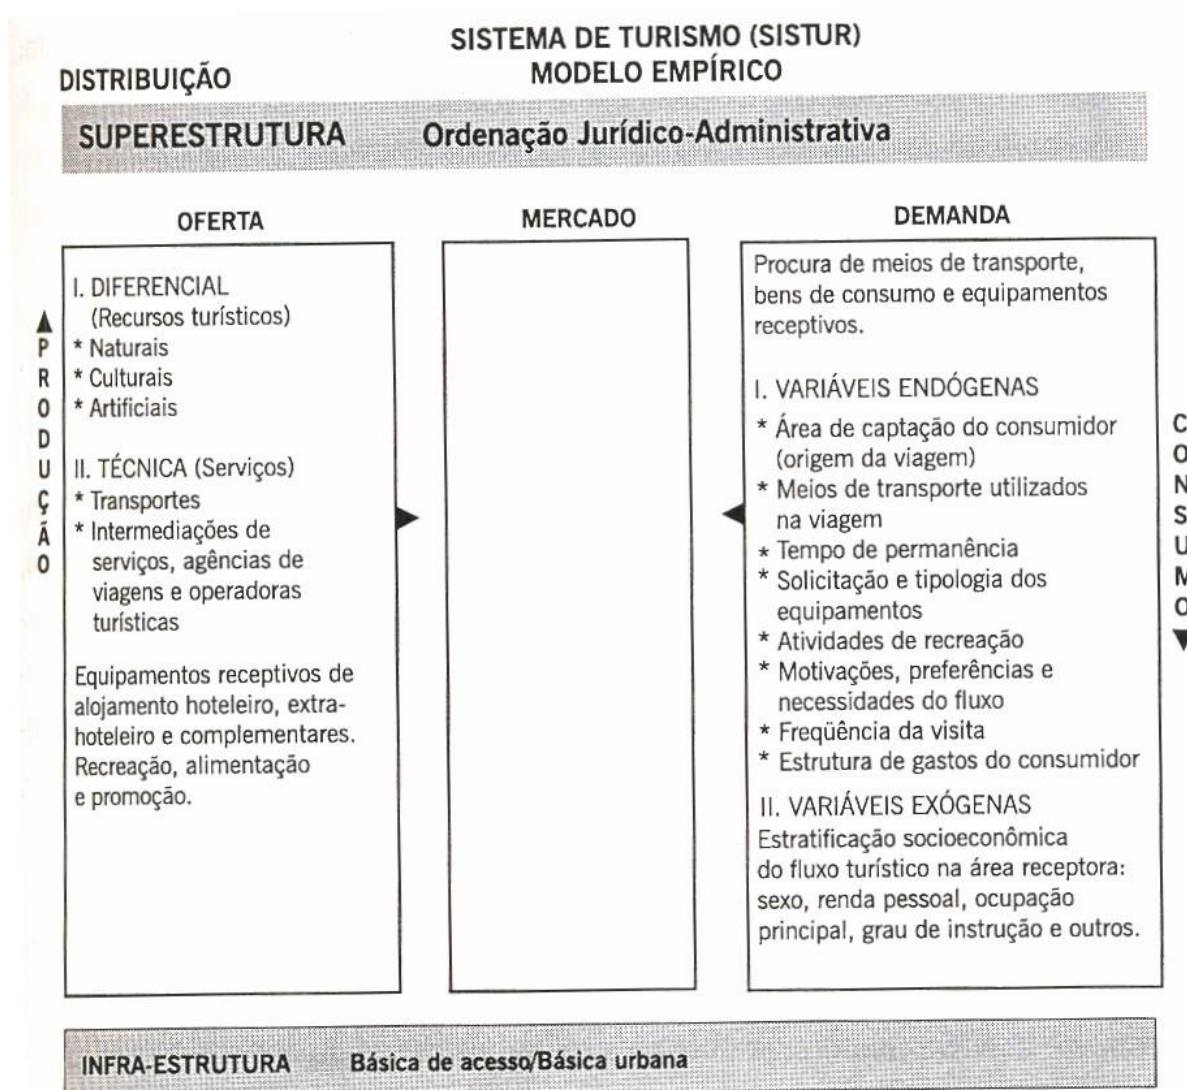 SISTEMA DE TURISMO (SISTUR)
MODELO EMPÍRICO
DISTRIBUIÇÃO
SUPERESTRUTURA Ordenação Jurídico-Administrativa
OFERTA
MERCADO
DEMANDA
PRODUÇÃO
I. DIFERENCIAL
(Recursos turísticos)
* Naturais
* Culturais
* Artificiais
II. TÉCNICA (Serviços)
* Transportes
* Intermediações de
serviços, agências de
viagens e operadoras
turísticas
Equipamentos receptivos de
alojamento hoteleiro, extra-
hoteleiro e complementares.
Recreação, alimentação
e promoção.
Procura de meios de transporte,
bens de consumo e equipamentos
receptivos.
I. VARIÁVEIS ENDÓGENAS
* Área de captação do consumidor
(origem da viagem)
* Meios de transporte utilizados
na viagem
* Tempo de permanência
* Solicitação e tipologia dos
equipamentos
* Atividades de recreação
* Motivações, preferências e
necessidades do fluxo
* Freqüência da visita
* Estrutura de gastos do consumidor
II. VARIÁVEIS EXÓGENAS
Estratificação socioeconômica
do fluxo turístico na área receptora:
sexo, renda pessoal, ocupação
principal, grau de instrução e outros.
CONSUMO
INFRA-ESTRUTURA Básica de acesso/Básica urbana